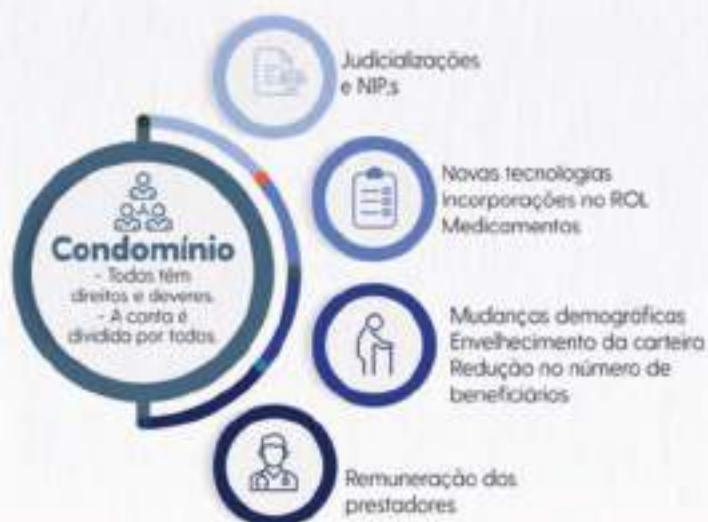 Judicializações
e NIP,s
Condomínio
- Todos têm
direitos e deveres.
- A conta é
dividida por todos.
Novas tecnologias
Incorporações no ROL
Medicamentos
Mudanças demográficas
Envelhecimento da carteira
Redução no número de
beneficiários
Remuneração dos
prestadores